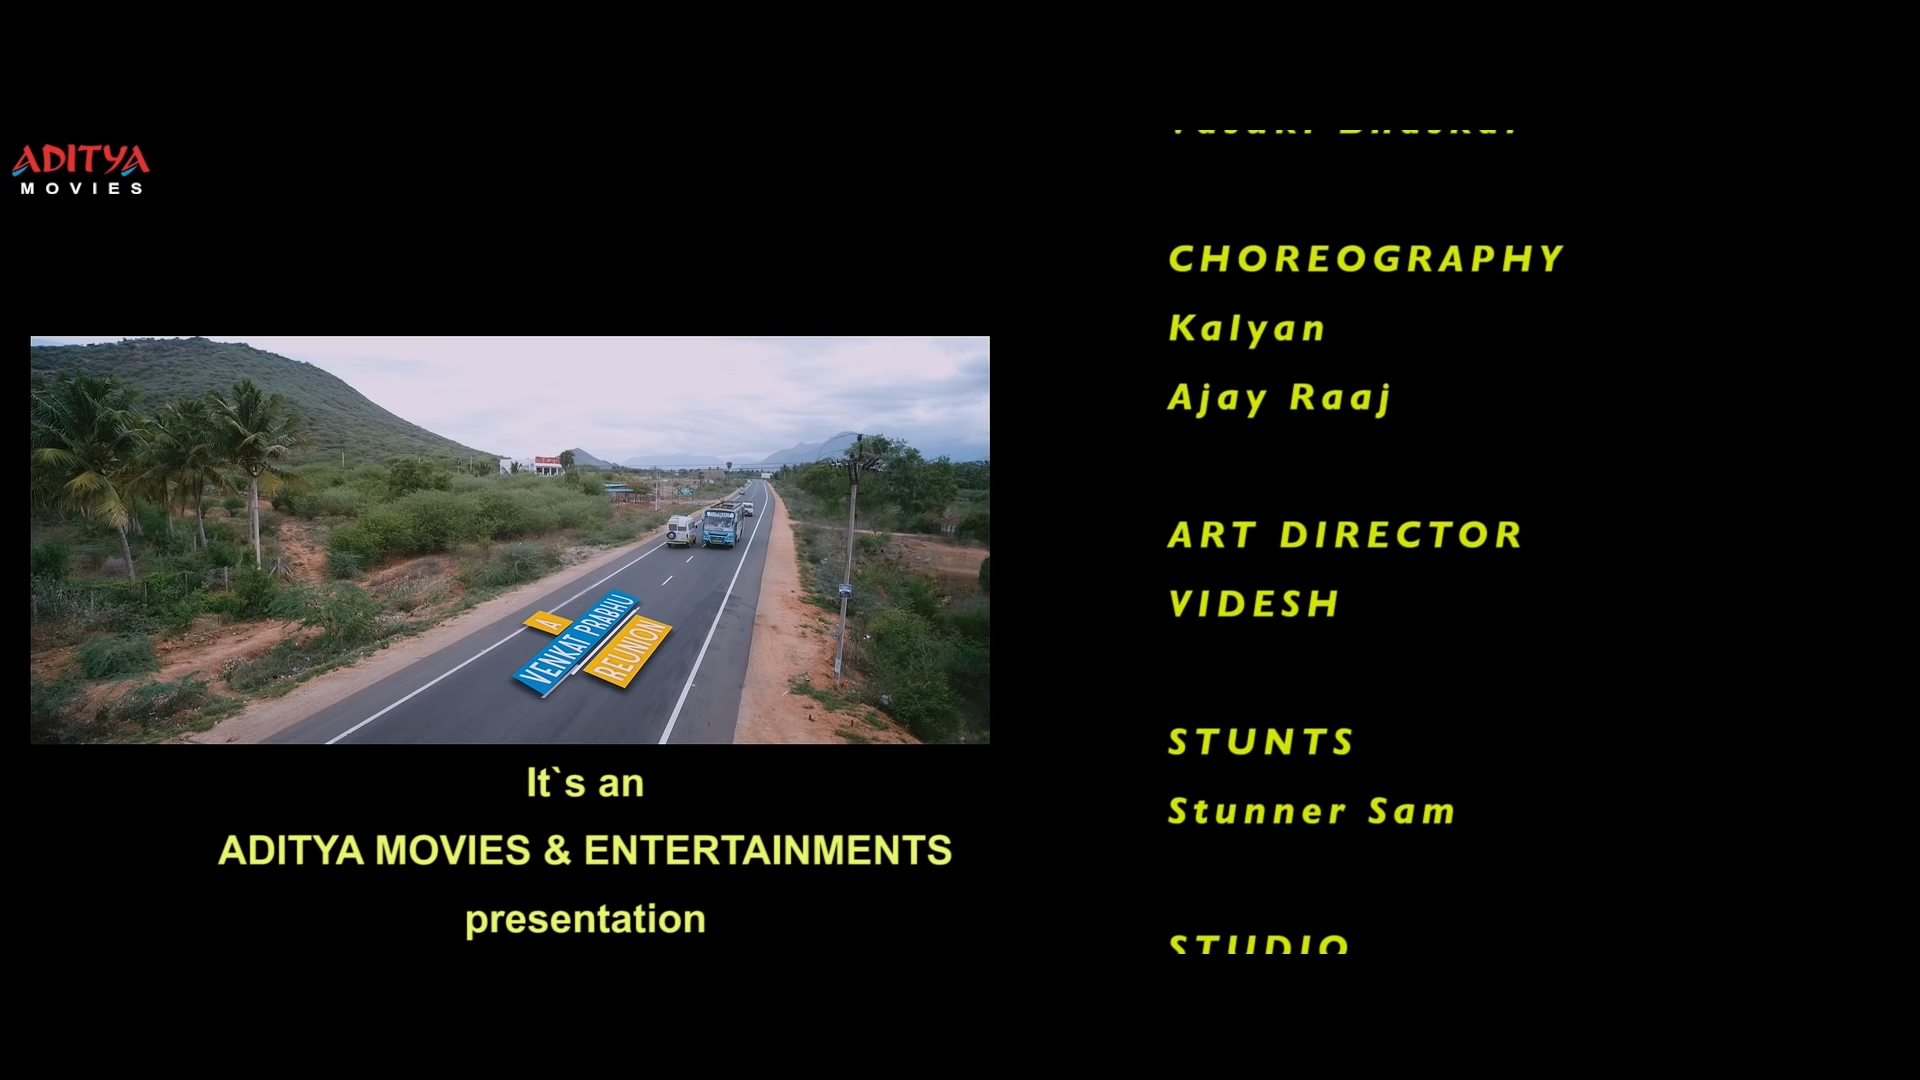 ADITYA
MOVIES
A
VENKAT PRABHU
REUNION
It`s an
ADITYA MOVIES & ENTERTAINMENTS
presentation
CHOREOGRAPHY
Kalyan
Ajay Raaj
ART DIRECTOR
VIDESH
STUNTS
Stunner Sam
STUDIO